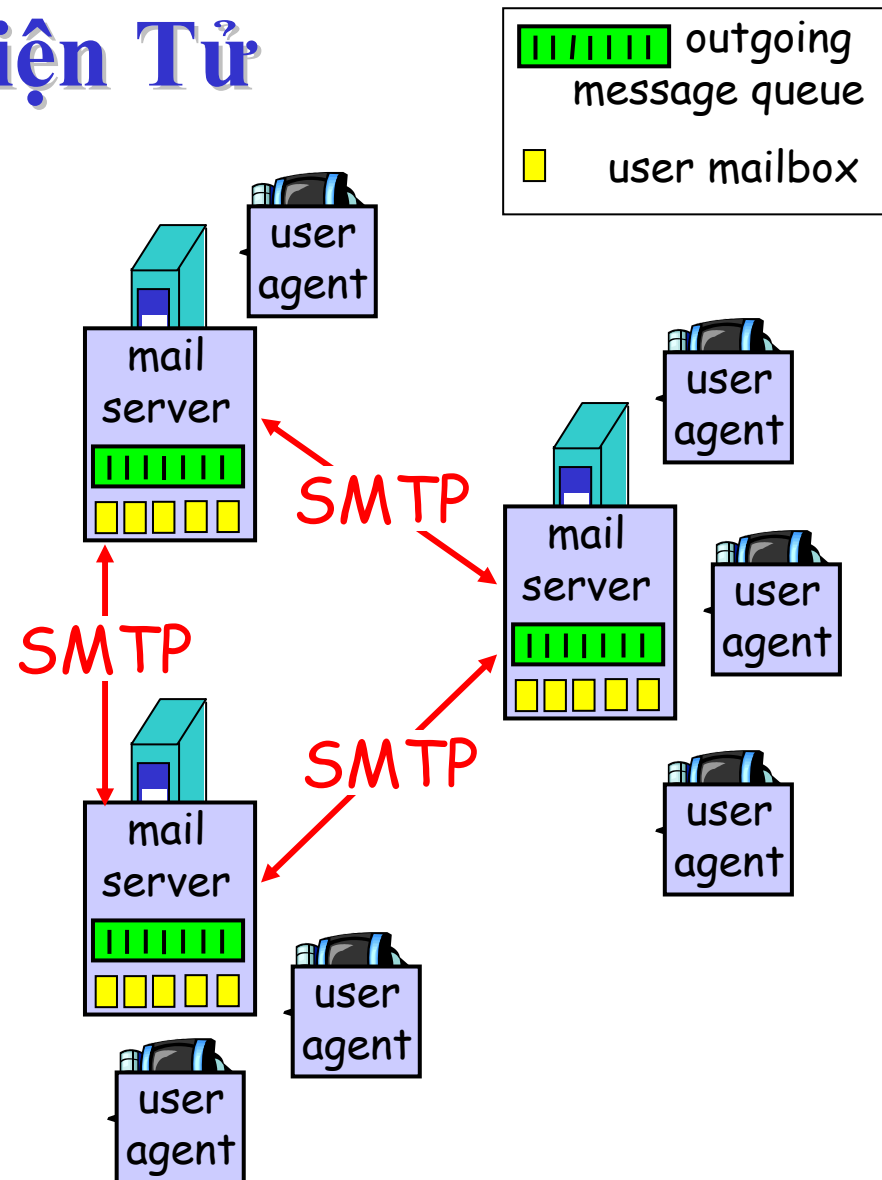 iện Tử
outgoing
message queue
user mailbox
user
agent
mail
server
user
agent
SMTP
mail
server
user
agent
SMTP
SMTP
user
agent
mail
server
user
agent
user
agent